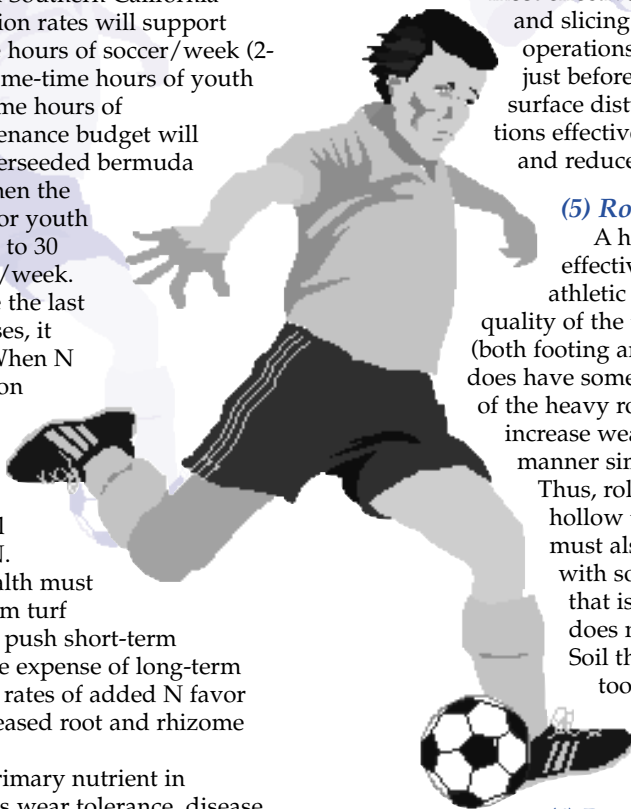 Southern California
ion rates will support
e hours of soccer/week (2-
me-time hours of youth
me hours of
enance budget will
erseeded bermuda
hen the
or youth
to 30
/week.
e the last
ses, it
When N
on
l
N.
alth must
m turf
push short-term
e expense of long-term
rates of added N favor
eased root and rhizome
rimary nutrient in
s wear tolerance, disease
and slicing
operations
just before
surface dist
tions effective
and reduce
(5) Ro
A h
effectiv
athletic
quality of the
(both footing an
does have some
of the heavy ro
increase wea
manner sim
Thus, rol
hollow
must als
with so
that is
does n
Soil th
too